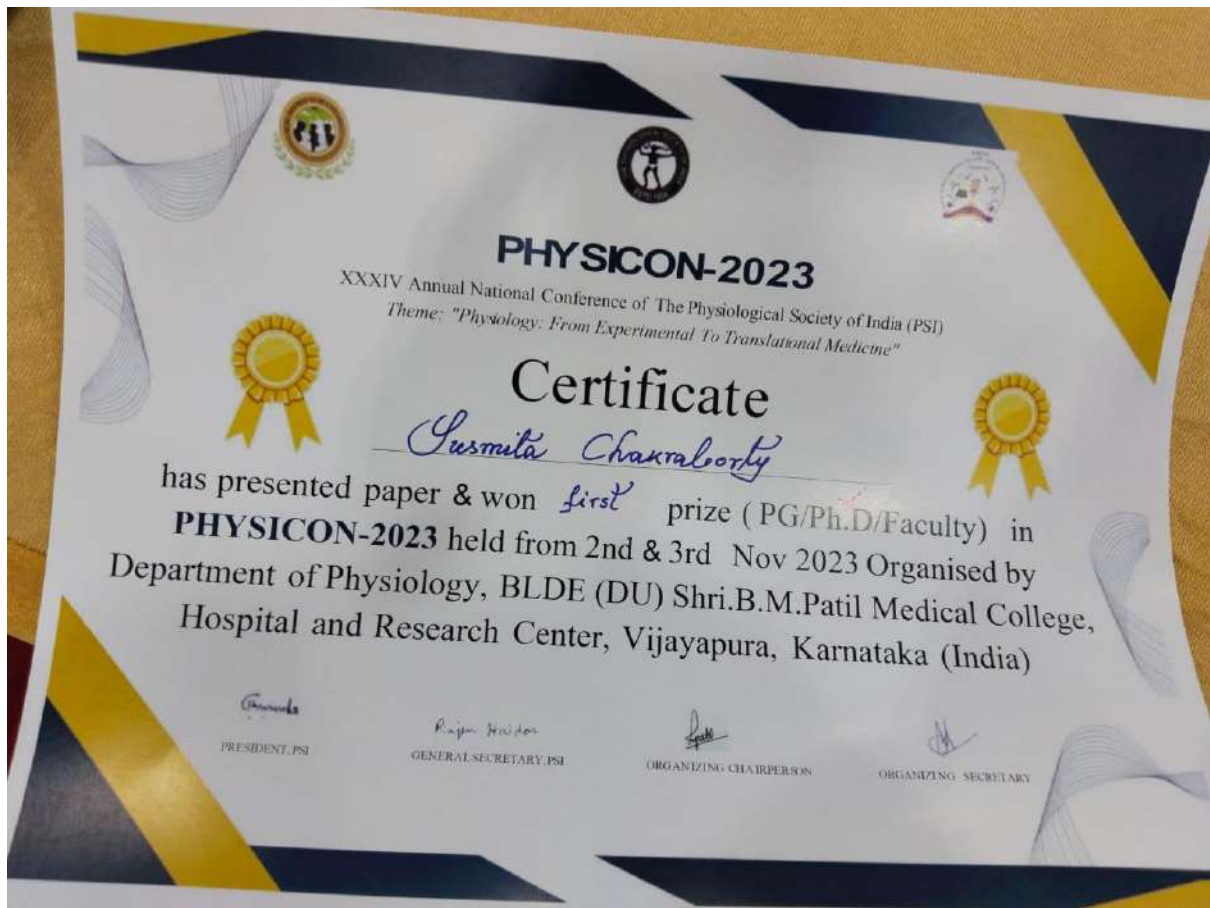 PHYSICON-2023
XXXIV Annual National Conference of The Physiological Society of India (PSI)
Theme: "Physiology: From Experimental To Translational Medicine"
Certificate
Susmita Chakraborty
has presented paper & won first prize ( PG/Ph.D/Faculty) in
PHYSICON-2023 held from 2nd & 3rd Nov 2023 Organised by
Department of Physiology, BLDE (DU) Shri.B.M.Patil Medical College,
Hospital and Research Center, Vijayapura, Karnataka (India)
PRESIDENT.PSI
GENERAL SECRETARY.PSI
ORGANIZING CHAIRPERSON
ORGANIZING SECRETARY